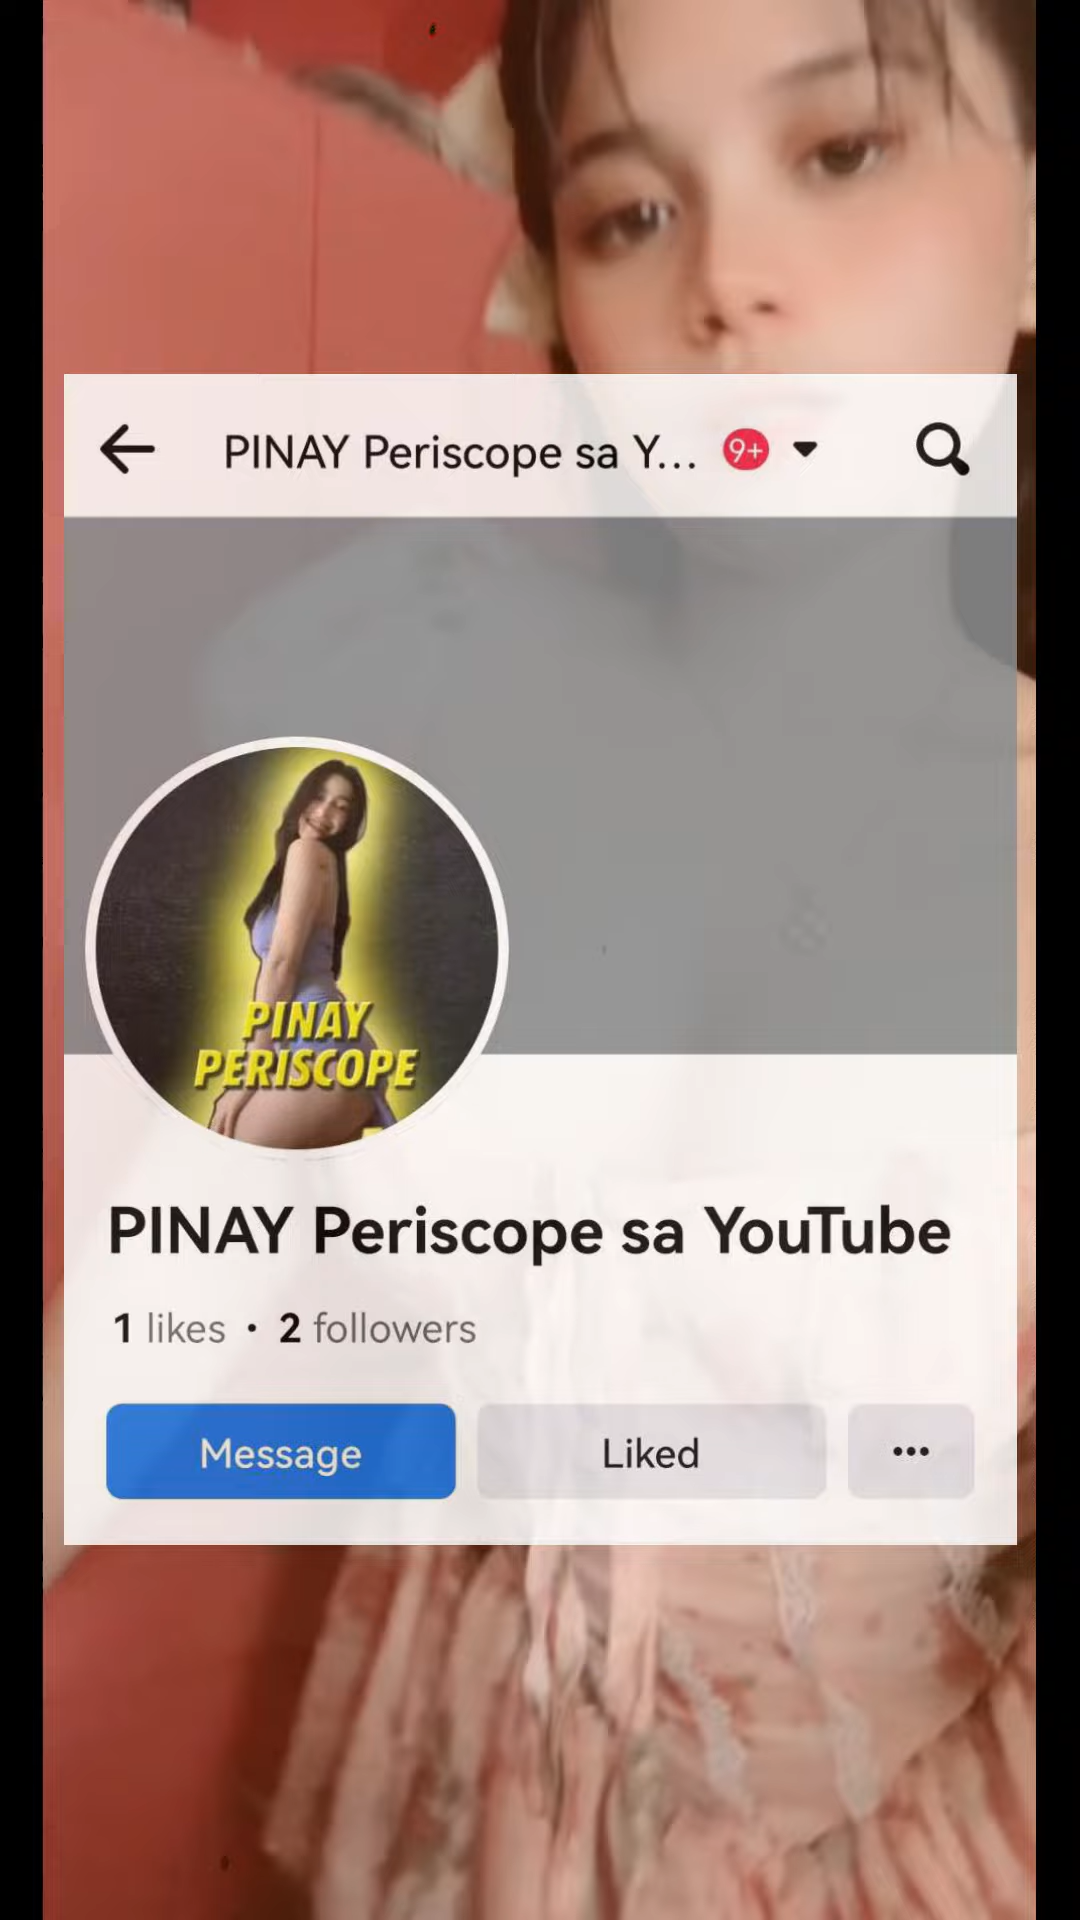 PINAY Periscope sa Y... 9+
PINAY
PERISCOPE
PINAY Periscope sa YouTube
1 likes · 2 followers
Message Liked